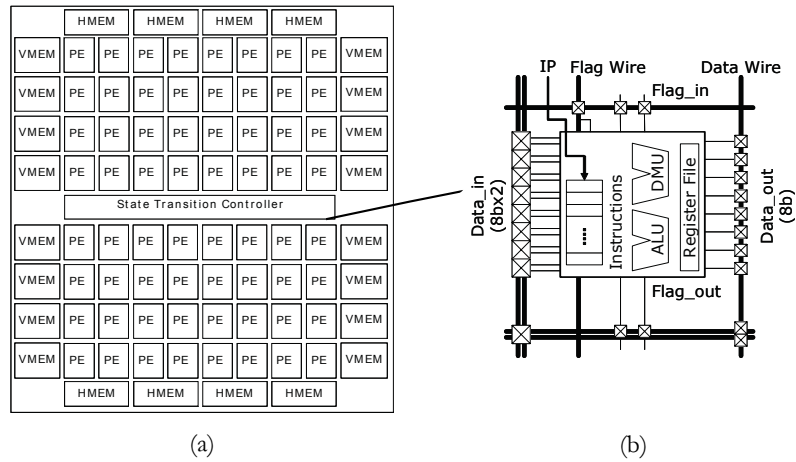 HMEM HMEM HMEM HMEM
VMEM PE PE PE PE PE PE PE PE VMEM
VMEM PE PE PE PE PE PE PE PE VMEM
VMEM PE PE PE PE PE PE PE PE VMEM
VMEM PE PE PE PE PE PE PE PE VMEM
State Transition Controller
VMEM PE PE PE PE PE PE PE PE VMEM
VMEM PE PE PE PE PE PE PE PE VMEM
VMEM PE PE PE PE PE PE PE PE VMEM
VMEM PE PE PE PE PE PE PE PE VMEM
HMEM HMEM HMEM HMEM
(a)
IP Flag Wire Data Wire
Flag_in
Data_in
(8bx2)
Instructions
DMU
ALU
Register File
Data_out
(8b)
Flag_out
(b)